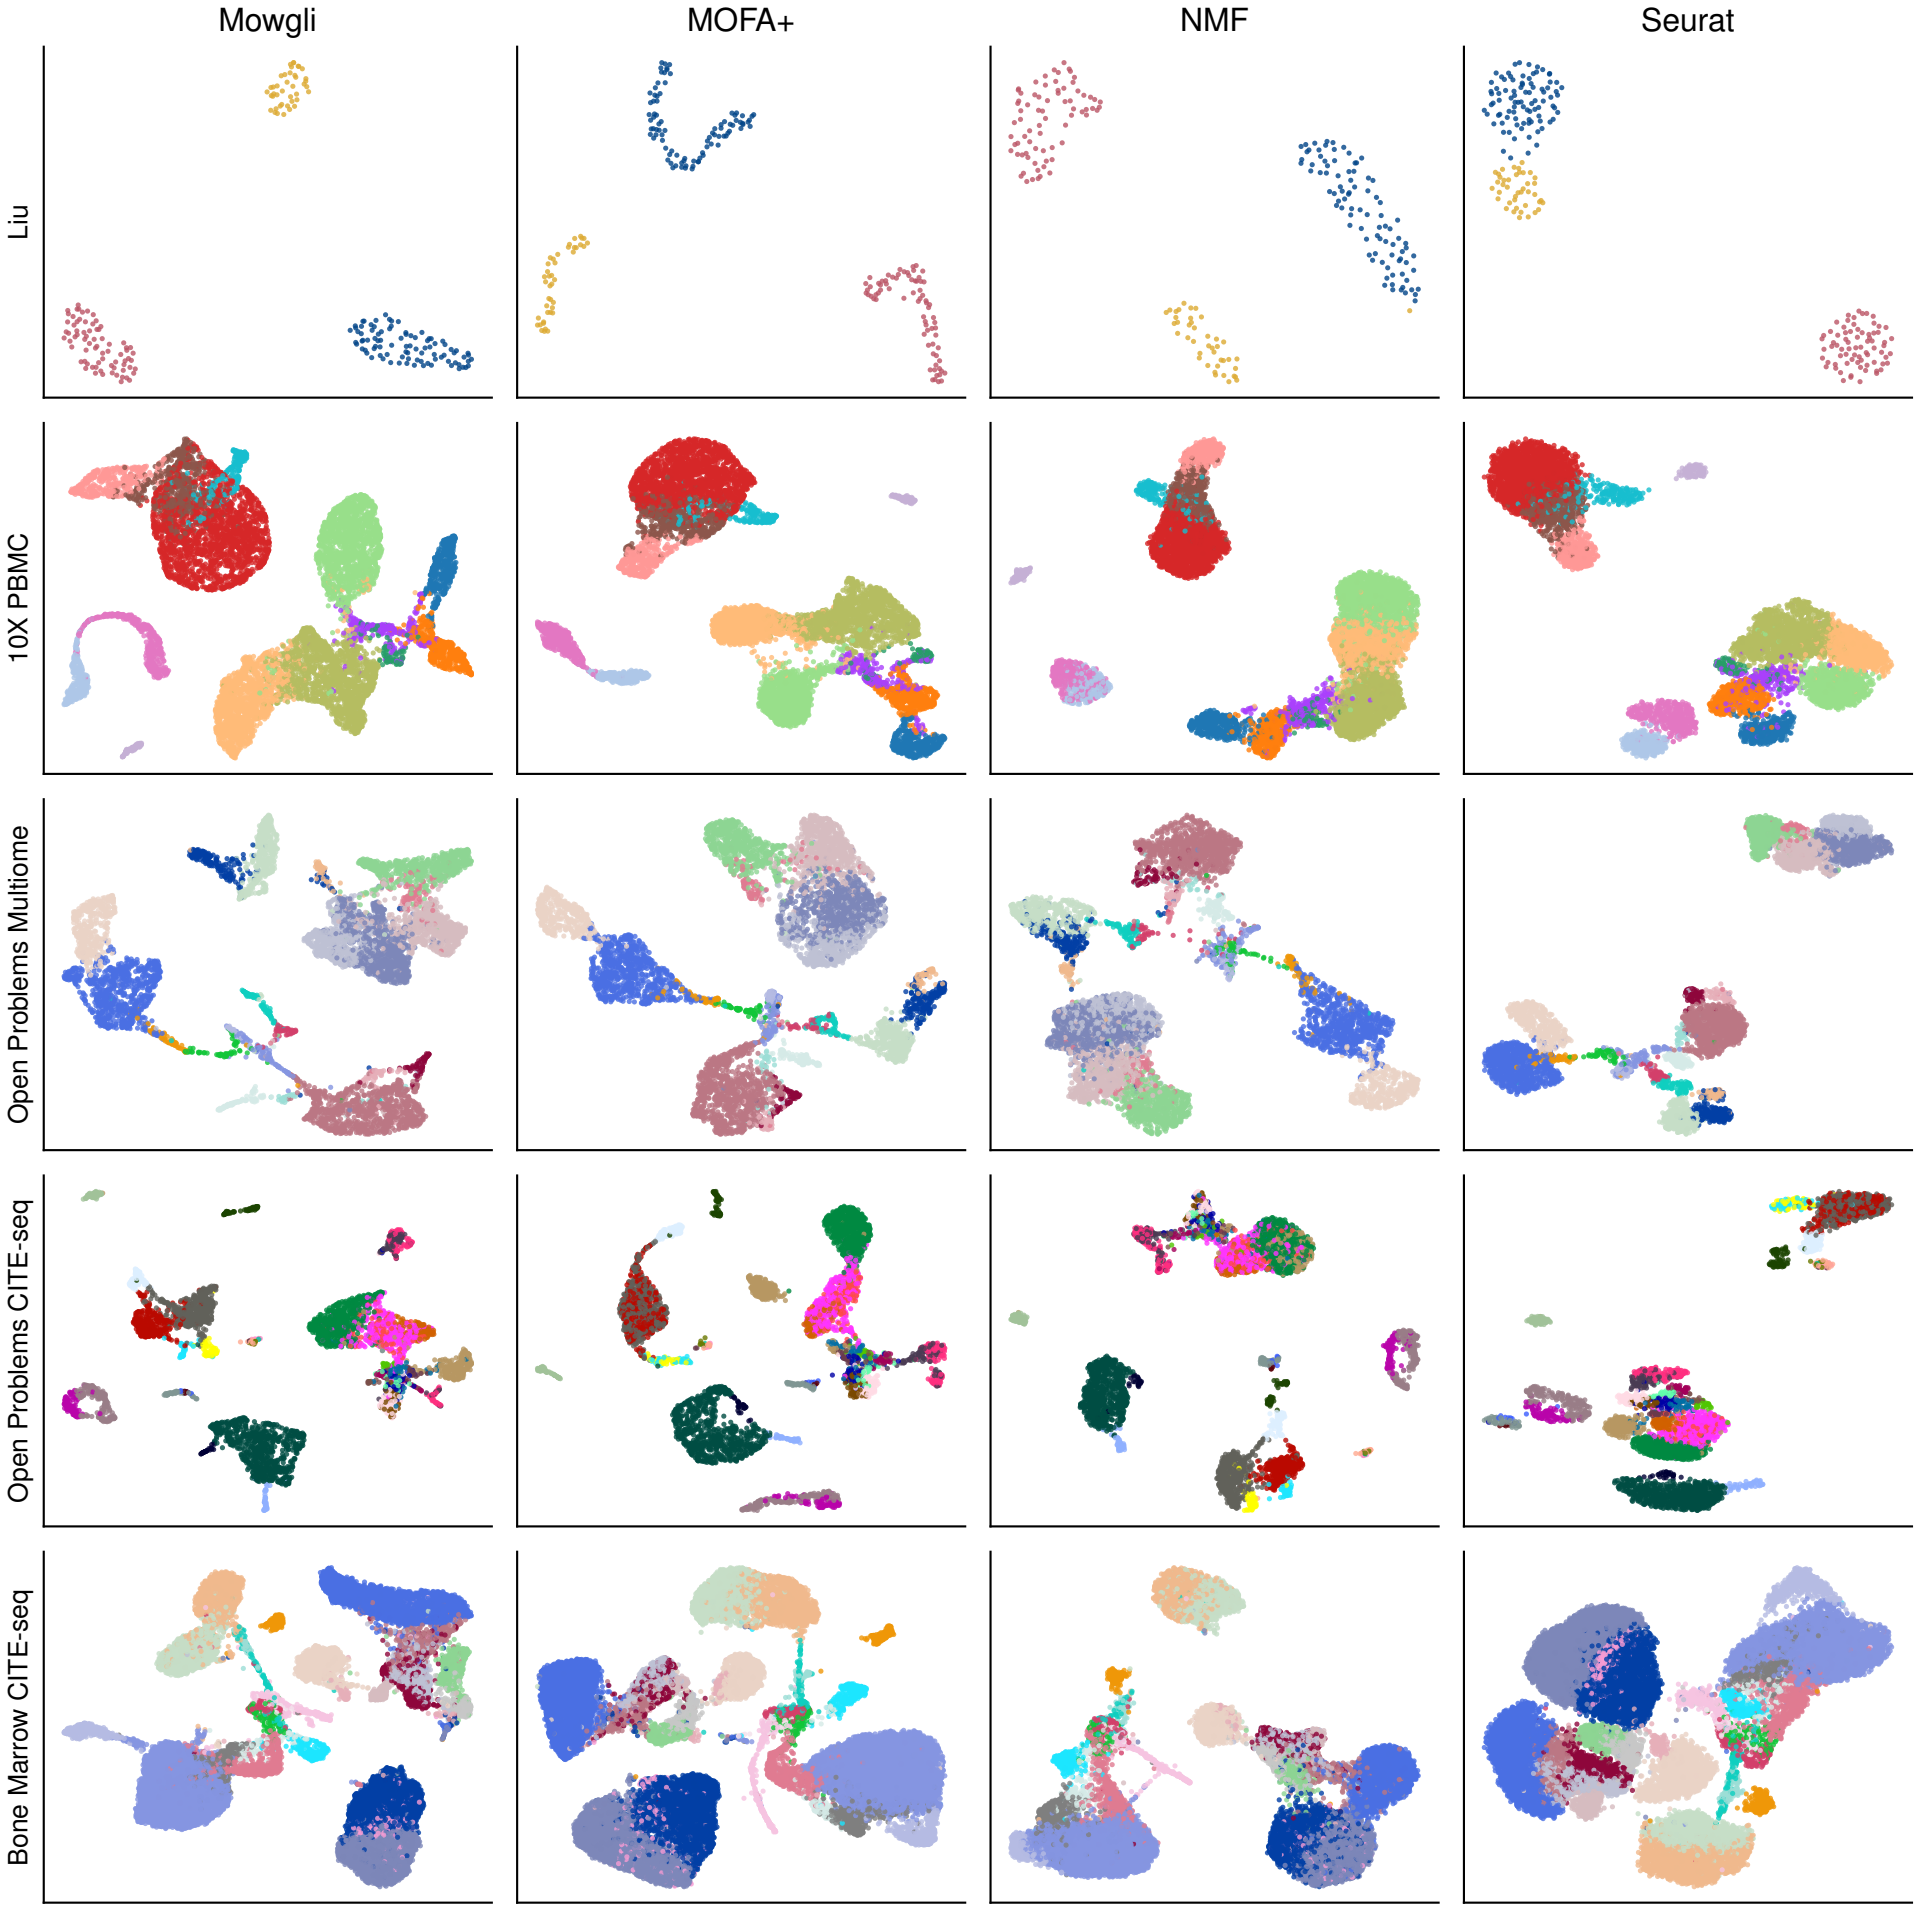 Mowgli
MOFA+
NMF
Seurat
Liu
10X PBMC
Open Problems Multiome
Open Problems CITE-seq
Bone Marrow CITE-seq